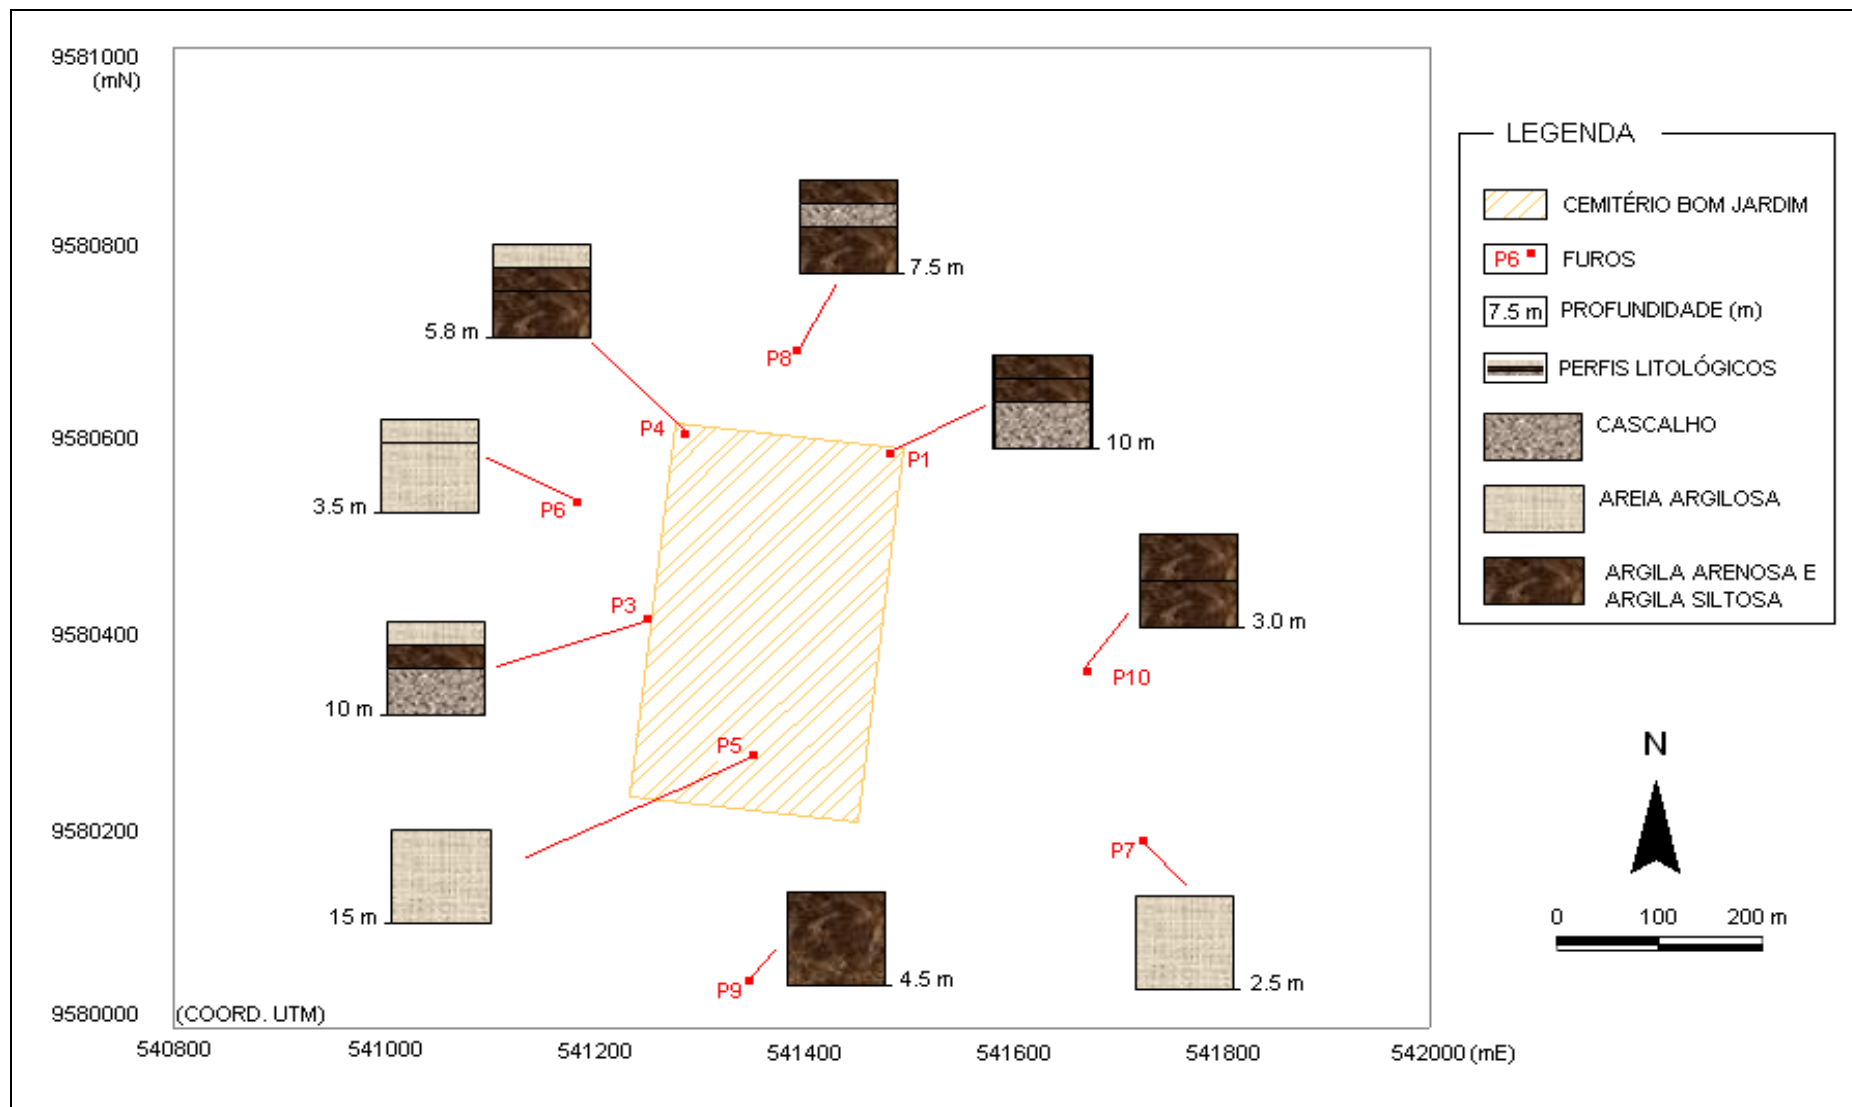 9581000
(mN)
9580800
9580600
9580400
9580200
9580000
(COORD. UTM)
540800
541000
541200
541400
541600
541800
542000 (mE)
7.5 m
P8
5.8 m
P4
10 m
P1
3.5 m
P6
P3
10 m
3.0 m
P10
P5
15 m
P7
2.5 m
P9
4.5 m
LEGENDA
CEMITÉRIO BOM JARDIM
P6 FUROS
7.5 m PROFUNDIDADE (m)
PERFIS LITOLÓGICOS
CASCALHO
AREIA ARGILOSA
ARGILA ARENOSA E
ARGILA SILTOSA
N
0 100 200 m